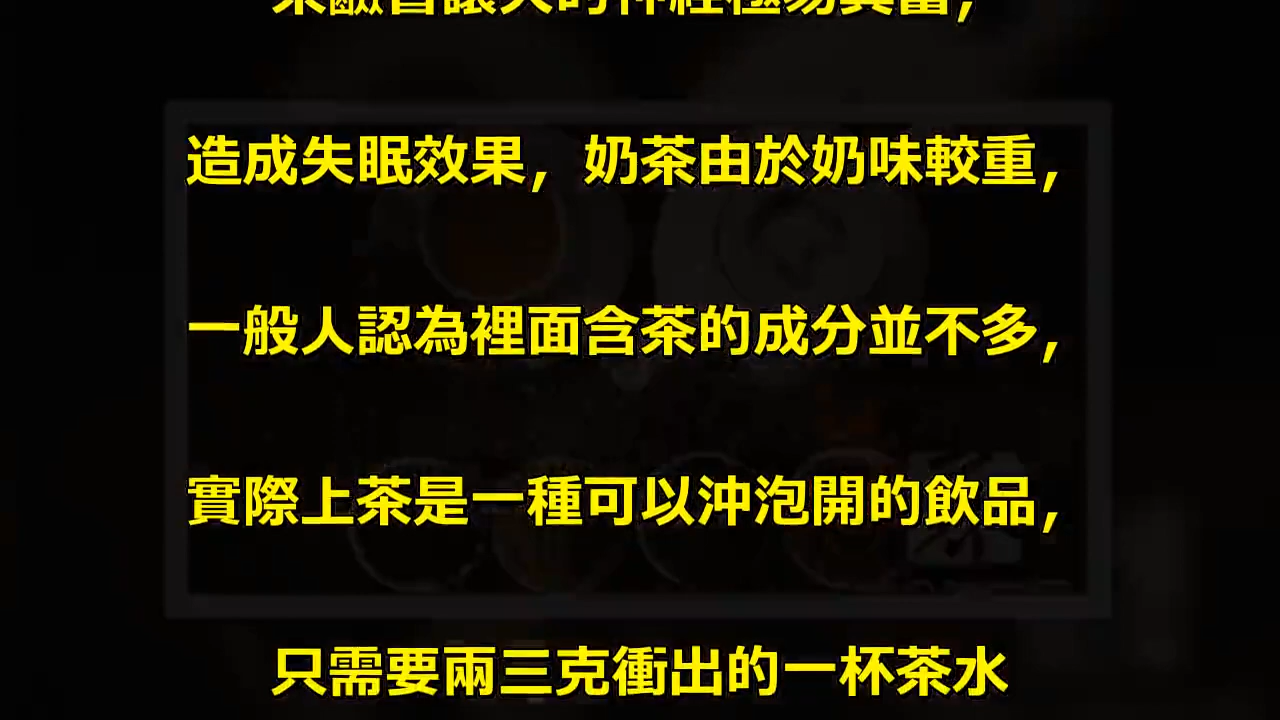 造成失眠效果，奶茶由於奶味較重，
一般人認為裡面含茶的成分並不多，
實際上茶是一種可以沖泡開的飲品，
只需要兩三克衝出的一杯茶水